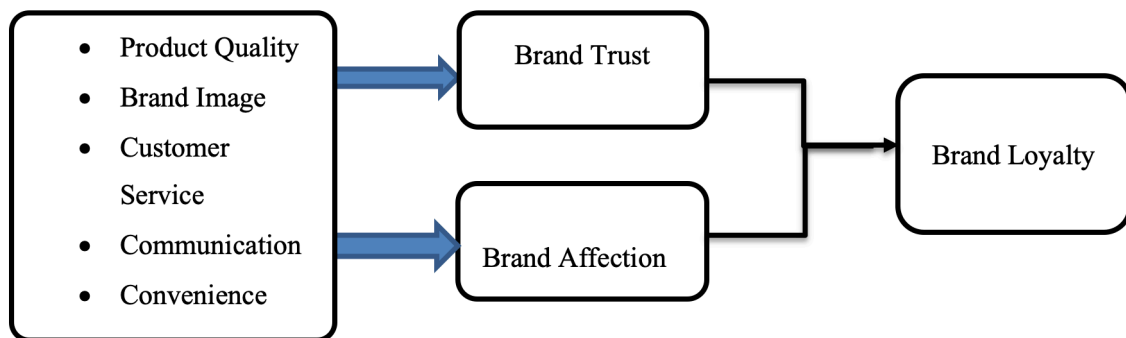 • Product Quality
• Brand Image
• Customer
Service
• Communication
• Convenience
Brand Trust
Brand Affection
Brand Loyalty